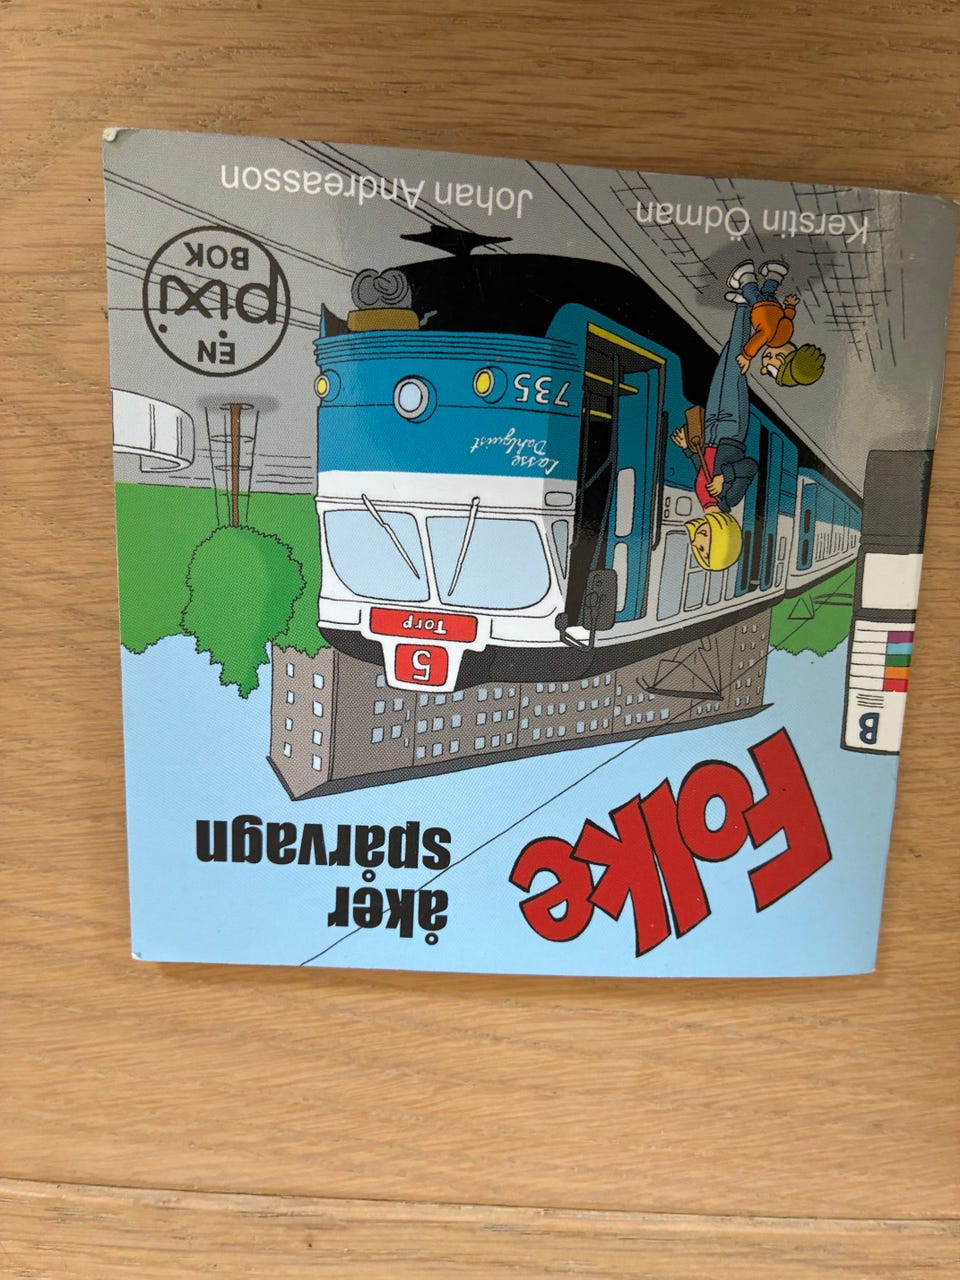 Folke
åker
spårvagn
B
5
Torp
Lasse
Dahlquist
735
EN
pixi
BOK
Kerstin Ödman
Johan Andreasson